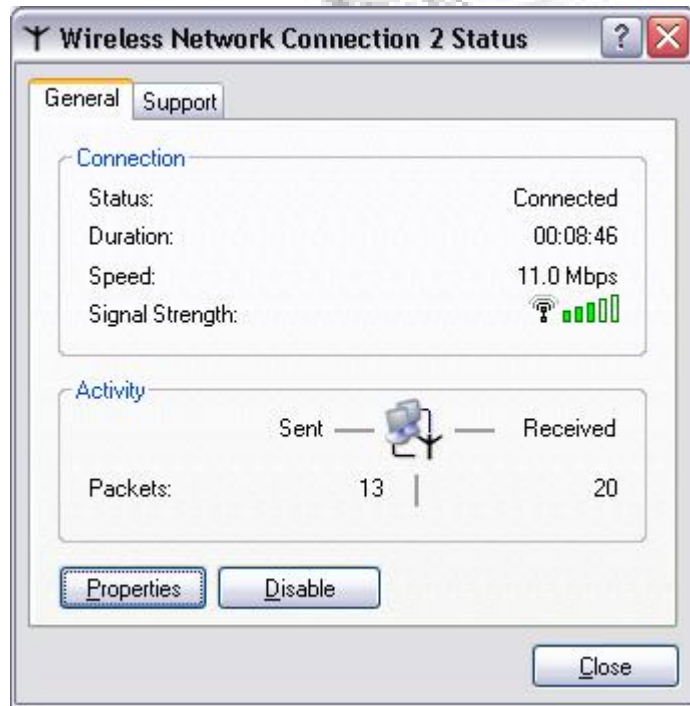 Wireless Network Connection 2 Status
General Support
Connection
Status: Connected
Duration: 00:08:46
Speed: 11.0 Mbps
Signal Strength:
Activity
Sent Received
Packets: 13 20
Properties Disable
Close